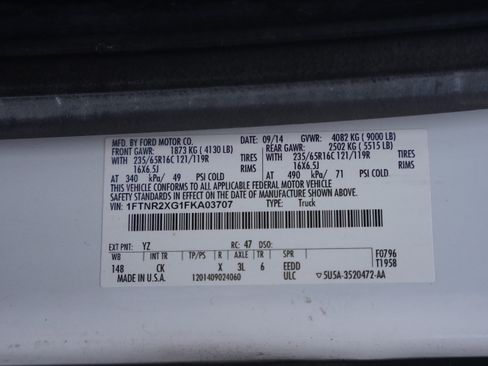 MFD. BY FORD MOTOR CO. DATE: 09/14 GVWR: 4082 KG ( 9000 LB)
FRONT GAWR: 1873 KG ( 4130 LB) REAR GAWR: 2502 KG ( 5515 LB)
WITH 235/65R16C 121/119R TIRES WITH 235/65R16C 121/119R TIRES
16X6.5J RIMS 16X6.5J RIMS
AT 340 kPa/ 49 PSI COLD AT 490 kPa/ 71 PSI COLD
THIS VEHICLE CONFORMS TO ALL APPLICABLE FEDERAL MOTOR VEHICLE
SAFETY STANDARDS IN EFFECT ON THE DATE OF MANUFACTURE SHOWN ABOVE.
VIN: 1FTNR2XG1FKA03707 TYPE: Truck
EXT PNT: YZ RC: 47 DSO:
WB INT TR TP/PS R AXLE TR SPR F0796
148 CK X 3L 6 EEDD T1958
MADE IN U.S.A. 1201409024060 ULC 5U5A-3520472-AA